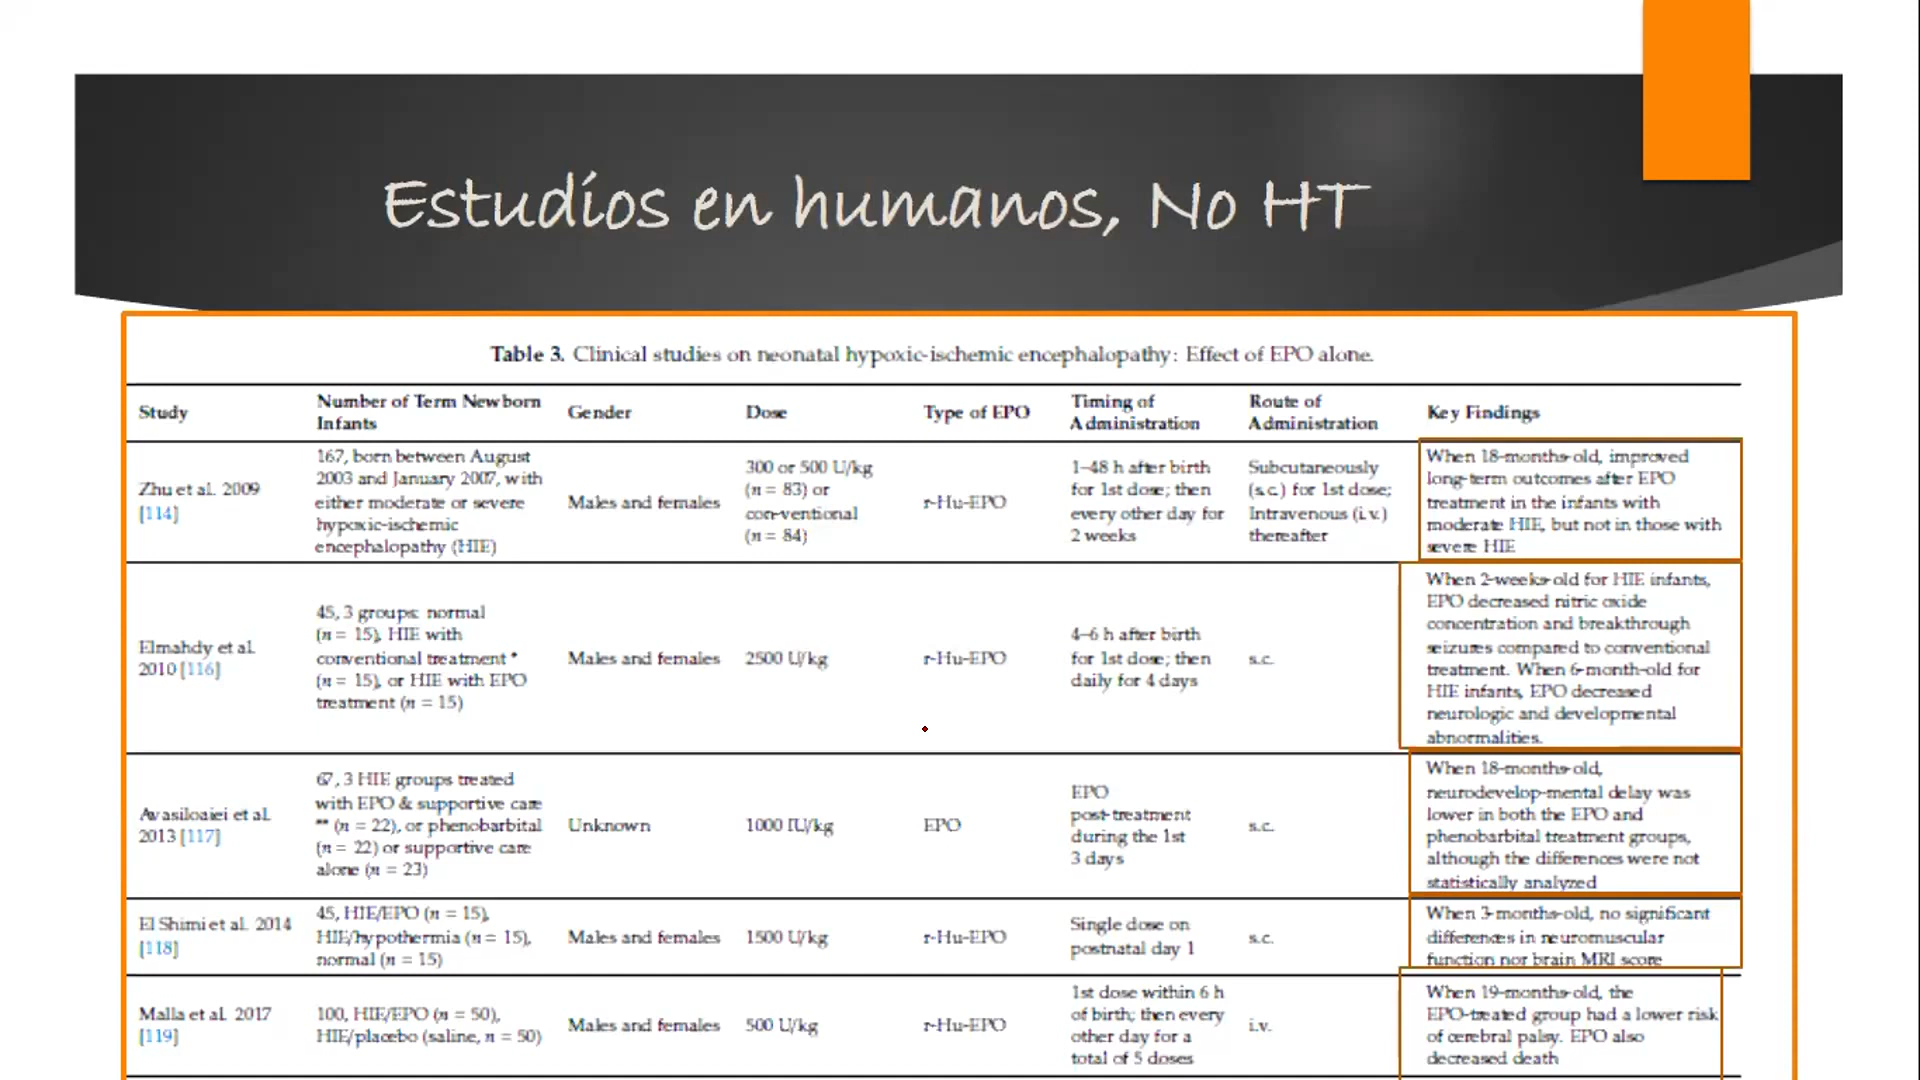 Estudios en humanos, No HT
Table 3. Clinical studies on neonatal hypoxic-ischemic encephalopathy: Effect of EPO alone.
Study
Number of Term Newborn
Infants
Gender
Dose
Type of EPO
Timing of
Administration
Route of
Administration
Key Findings
Zhu et al. 2009
[114]
167, born between August
2003 and January 2007, with
either moderate or severe
hypoxic-ischemic
encephalopathy (HIE)
Males and females
300 or 500 U/kg
(n = 83) or
con-ventional
(n = 84)
r-Hu-EPO
1–48 h after birth
for 1st dose; then
every other day for
2 weeks
Subcutaneously
(s.c.) for 1st dose;
Intravenous (i.v.)
thereafter
When 18-months-old, improved
long-term outcomes after EPO
treatment in the infants with
moderate HIE, but not in those with
severe HIE
Elmahdy et al.
2010 [116]
45, 3 groups: normal
(n = 15), HIE with
conventional treatment *
(n = 15), or HIE with EPO
treatment (n = 15)
Males and females
2500 U/kg
r-Hu-EPO
4–6 h after birth
for 1st dose; then
daily for 4 days
s.c.
When 2-weeks-old for HIE infants,
EPO decreased nitric oxide
concentration and breakthrough
seizures compared to conventional
treatment. When 6-month-old for
HIE infants, EPO decreased
neurologic and developmental
abnormalities.
Avasiloaiei et al.
2013 [117]
67, 3 HIE groups treated
with EPO & supportive care
** (n = 22), or phenobarbital
(n = 22) or supportive care
alone (n = 23)
Unknown
1000 IU/kg
EPO
EPO
post-treatment
during the 1st
3 days
s.c.
When 18-months-old,
neurodevelop-mental delay was
lower in both the EPO and
phenobarbital treatment groups,
although the differences were not
statistically analyzed
El Shimi et al. 2014
[118]
45, HIE/EPO (n = 15),
HIE/hypothermia (n = 15),
normal (n = 15)
Males and females
1500 U/kg
r-Hu-EPO
Single dose on
postnatal day 1
s.c.
When 3-months-old, no significant
differences in neuromuscular
function nor brain MRI score
Malla et al. 2017
[119]
100, HIE/EPO (n = 50),
HIE/placebo (saline, n = 50)
Males and females
500 U/kg
r-Hu-EPO
1st dose within 6 h
of birth; then every
other day for a
total of 5 doses
i.v.
When 19-months-old, the
EPO-treated group had a lower risk
of cerebral palsy. EPO also
decreased death